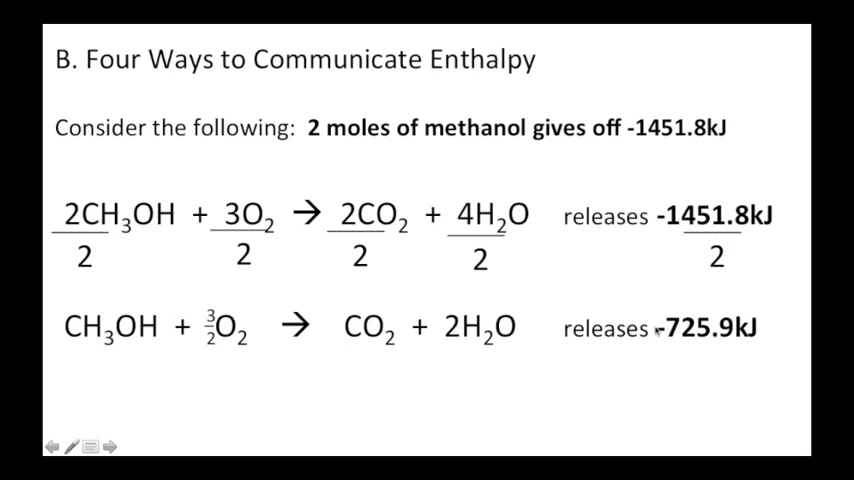 B. Four Ways to Communicate Enthalpy
Consider the following: 2 moles of methanol gives off -1451.8kJ
2CH₃OH + 3O₂ → 2CO₂ + 4H₂O releases -1451.8kJ
2 2 2 2 2
CH₃OH + 3/2O₂ → CO₂ + 2H₂O releases -725.9kJ